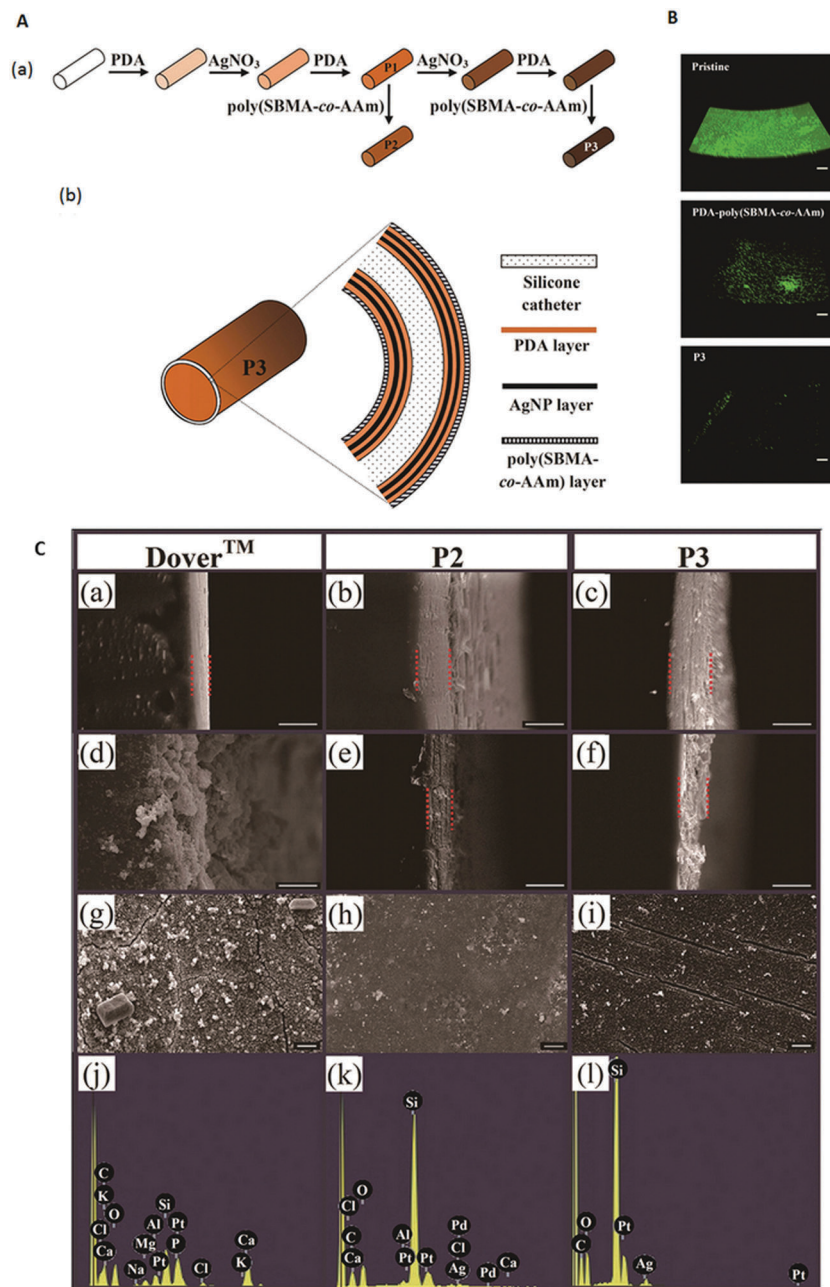 A
B
(a)
PDA AgNO3 PDA P1 AgNO3 PDA
poly(SBMA-co-AAm) poly(SBMA-co-AAm)
P2 P3
(b)
P3
Silicone
catheter
PDA layer
AgNP layer
poly(SBMA-
co-AAm) layer
Pristine
PDA-poly(SBMA-co-AAm)
P3
C
Dover™ P2 P3
(a) (b) (c)
(d) (e) (f)
(g) (h) (i)
(j) (k) (l)
C
K
O
Cl
Ca
Na
Mg
Al
Pt
Si
Pt
P
Cl
Ca
K
Cl
O
C
Ca
Al
Pt
Si
Pt
Pd
Cl
Ag
Pd
Ca
O
C
Si
Pt
Ag
Pt